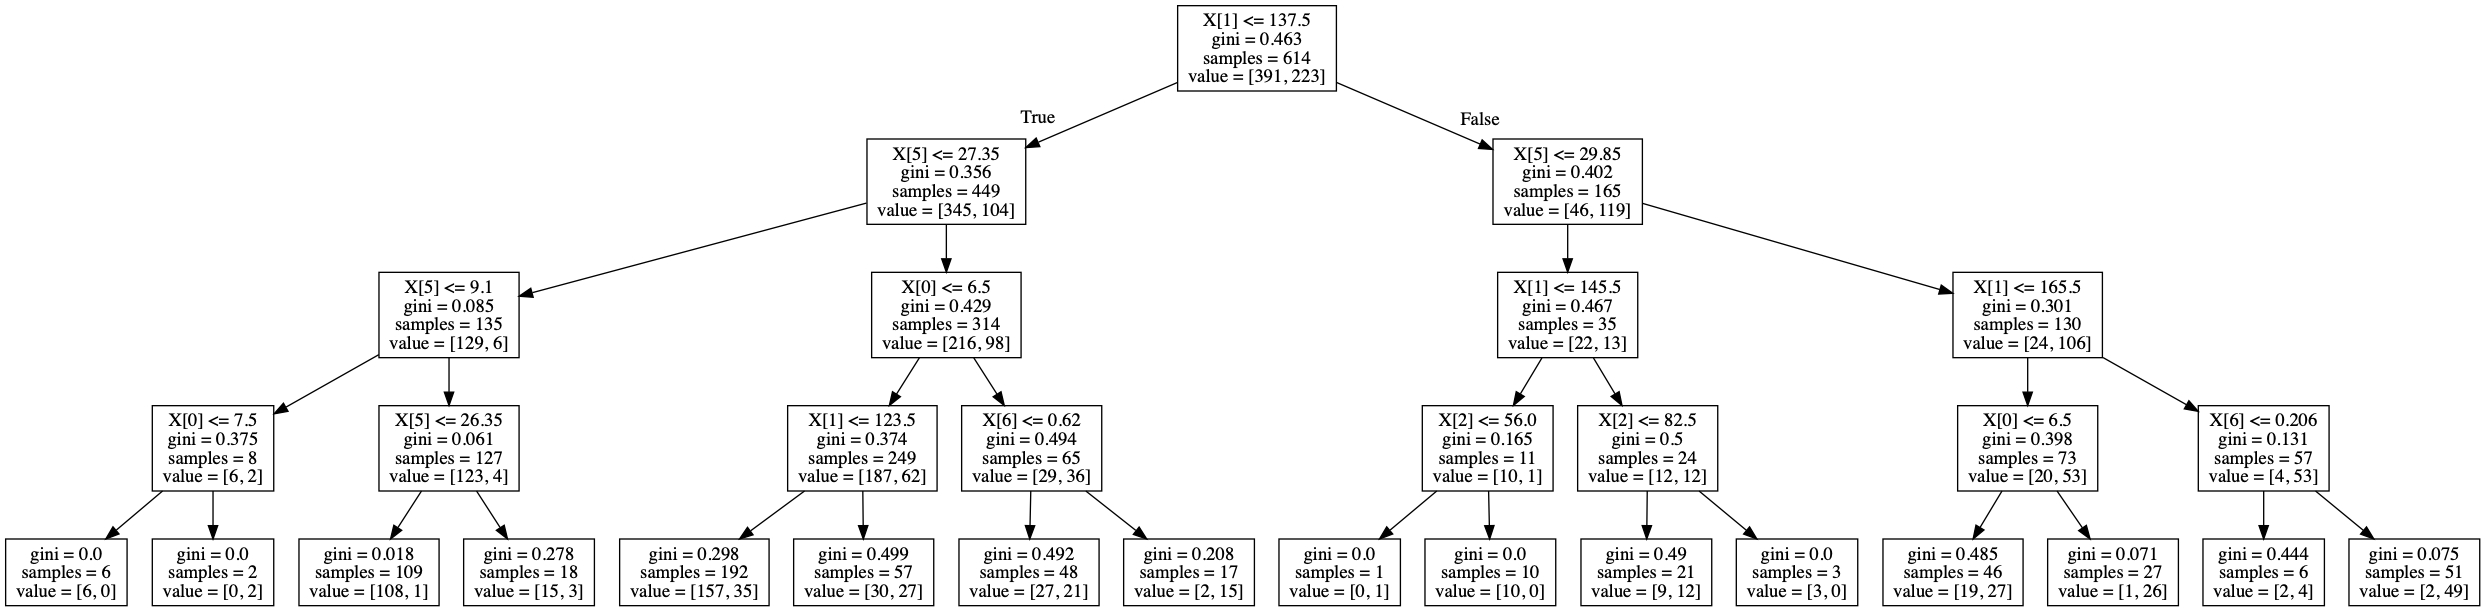 X[1] <= 137.5
gini = 0.463
samples = 614
value = [391, 223]
True
False
X[5] <= 27.35
gini = 0.356
samples = 449
value = [345, 104]
X[5] <= 29.85
gini = 0.402
samples = 165
value = [46, 119]
X[5] <= 9.1
gini = 0.085
samples = 135
value = [129, 6]
X[0] <= 6.5
gini = 0.429
samples = 314
value = [216, 98]
X[1] <= 145.5
gini = 0.467
samples = 35
value = [22, 13]
X[1] <= 165.5
gini = 0.301
samples = 130
value = [24, 106]
X[0] <= 7.5
gini = 0.375
samples = 8
value = [6, 2]
X[5] <= 26.35
gini = 0.061
samples = 127
value = [123, 4]
X[1] <= 123.5
gini = 0.374
samples = 249
value = [187, 62]
X[6] <= 0.62
gini = 0.494
samples = 65
value = [29, 36]
X[2] <= 56.0
gini = 0.165
samples = 11
value = [10, 1]
X[2] <= 82.5
gini = 0.5
samples = 24
value = [12, 12]
X[0] <= 6.5
gini = 0.398
samples = 73
value = [20, 53]
X[6] <= 0.206
gini = 0.131
samples = 57
value = [4, 53]
gini = 0.0
samples = 6
value = [6, 0]
gini = 0.0
samples = 2
value = [0, 2]
gini = 0.018
samples = 109
value = [108, 1]
gini = 0.278
samples = 18
value = [15, 3]
gini = 0.298
samples = 192
value = [157, 35]
gini = 0.499
samples = 57
value = [30, 27]
gini = 0.492
samples = 48
value = [27, 21]
gini = 0.208
samples = 17
value = [2, 15]
gini = 0.0
samples = 1
value = [0, 1]
gini = 0.0
samples = 10
value = [10, 0]
gini = 0.49
samples = 21
value = [9, 12]
gini = 0.0
samples = 3
value = [3, 0]
gini = 0.485
samples = 46
value = [19, 27]
gini = 0.071
samples = 27
value = [1, 26]
gini = 0.444
samples = 6
value = [2, 4]
gini = 0.075
samples = 51
value = [2, 49]